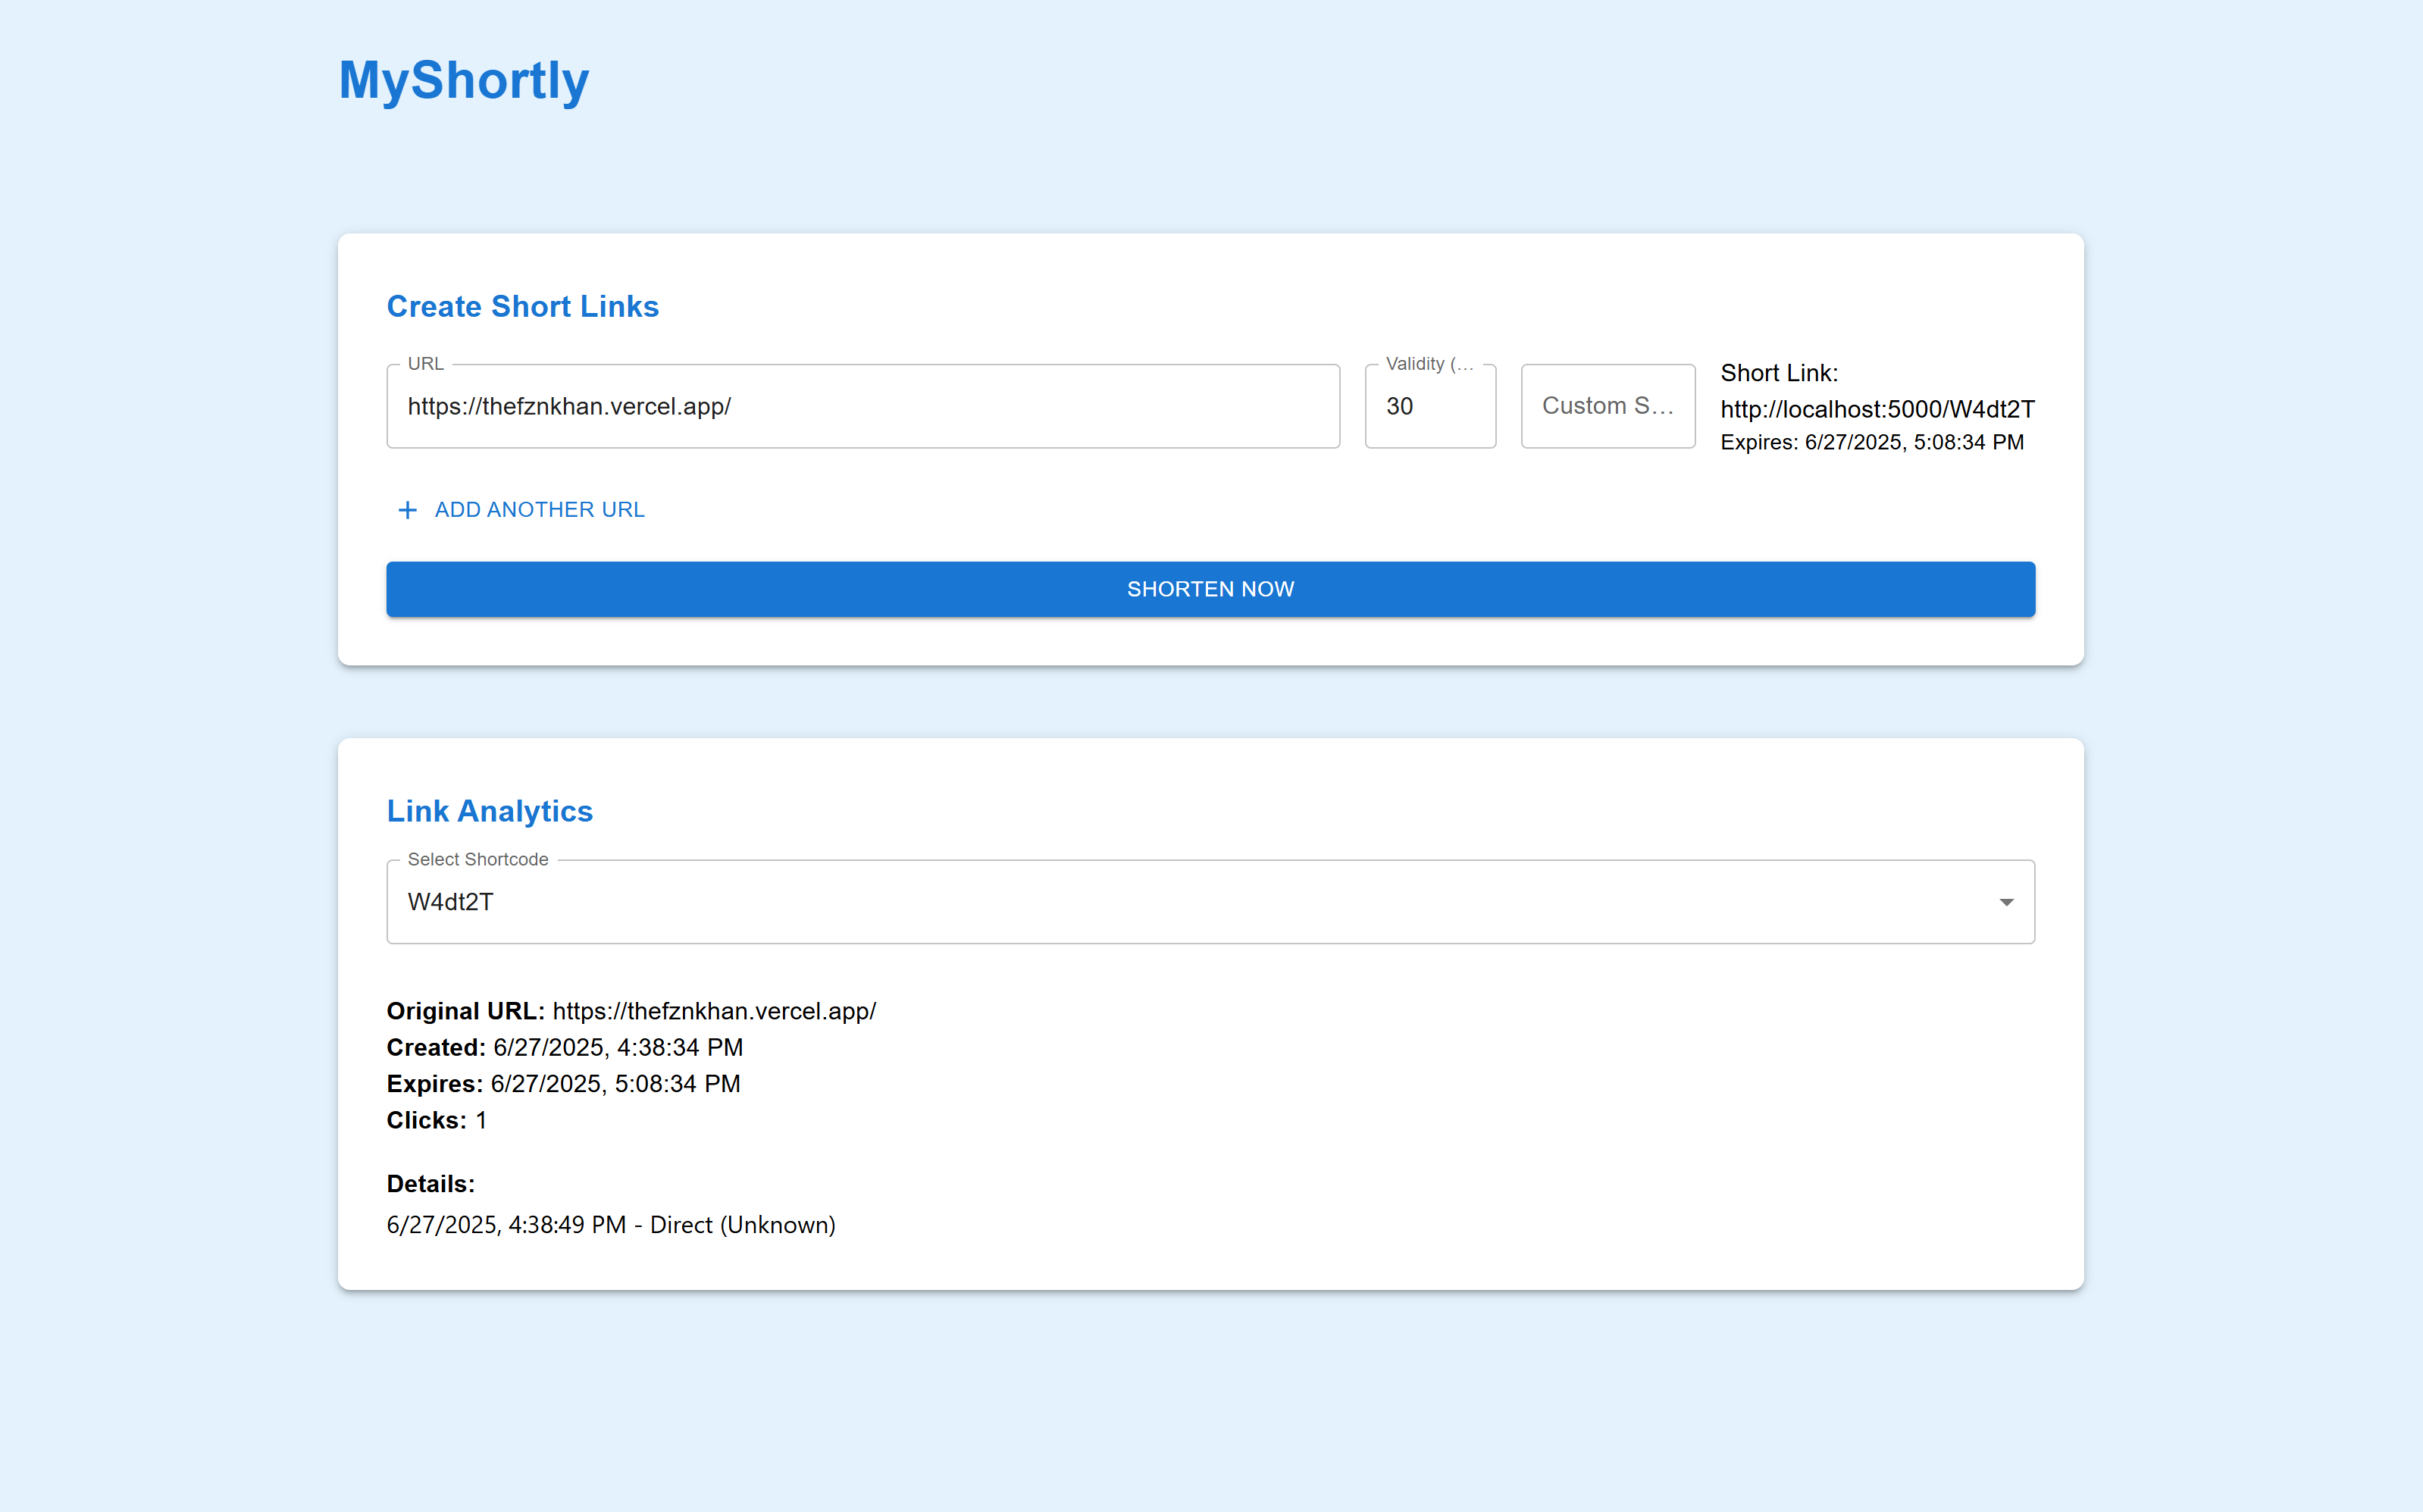 MyShortly
Create Short Links
URL
https://thefznkhan.vercel.app/
Validity (...
30
Custom S...
Short Link:
http://localhost:5000/W4dt2T
Expires: 6/27/2025, 5:08:34 PM
+ ADD ANOTHER URL
SHORTEN NOW
Link Analytics
Select Shortcode
W4dt2T
Original URL: https://thefznkhan.vercel.app/
Created: 6/27/2025, 4:38:34 PM
Expires: 6/27/2025, 5:08:34 PM
Clicks: 1
Details:
6/27/2025, 4:38:49 PM - Direct (Unknown)